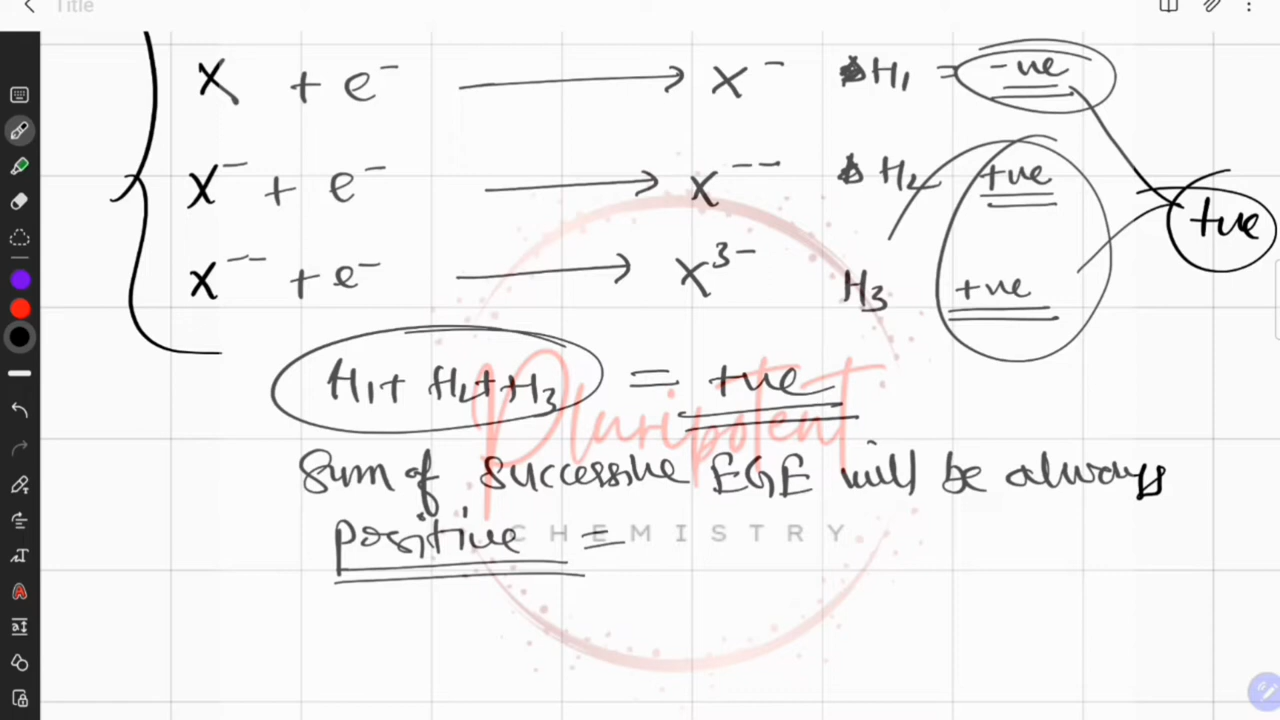 Title
X + e⁻ → X⁻ ΔH₁ = -ve
X⁻ + e⁻ → X⁻⁻ ΔH₂ +ve
+ve
X⁻⁻ + e⁻ → X³⁻ H₃ +ve
H₁ + H₂ + H₃ = +ve
Pluripotent
Sum of successive EGE will be always
CHEMISTRY
positive =